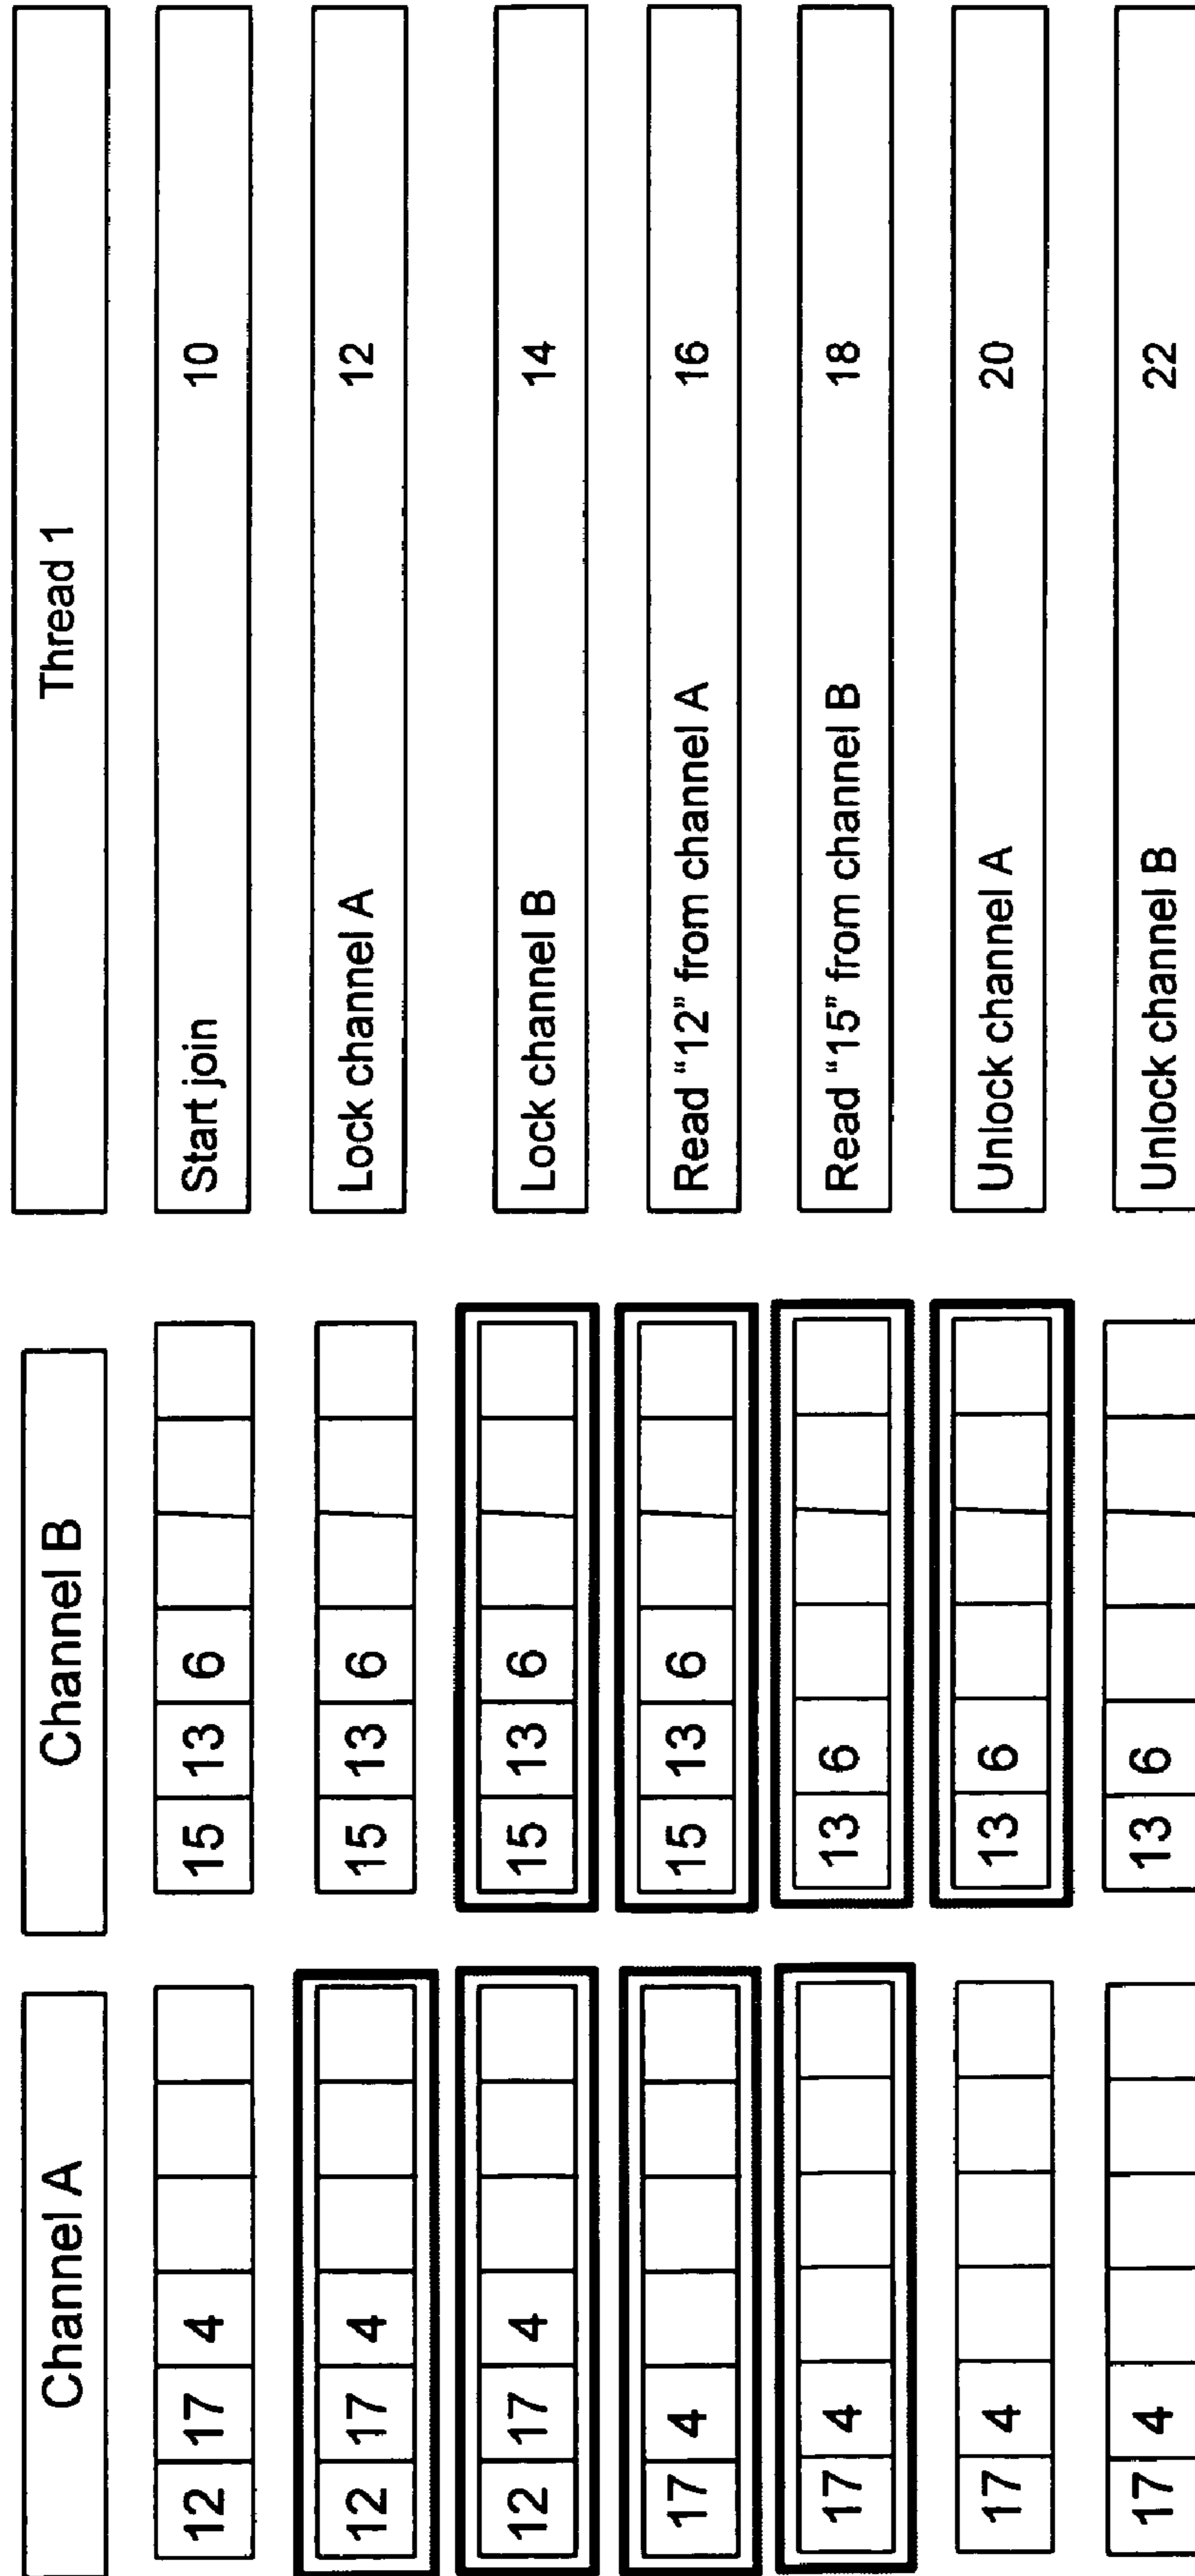 Channel A Channel B Thread 1
12 17 4 15 13 6 Start join 10
12 17 4 15 13 6 Lock channel A 12
12 17 4 15 13 6 Lock channel B 14
17 4 15 13 6 Read “12” from channel A 16
17 4 13 6 Read “15” from channel B 18
17 4 13 6 Unlock channel A 20
17 4 13 6 Unlock channel B 22